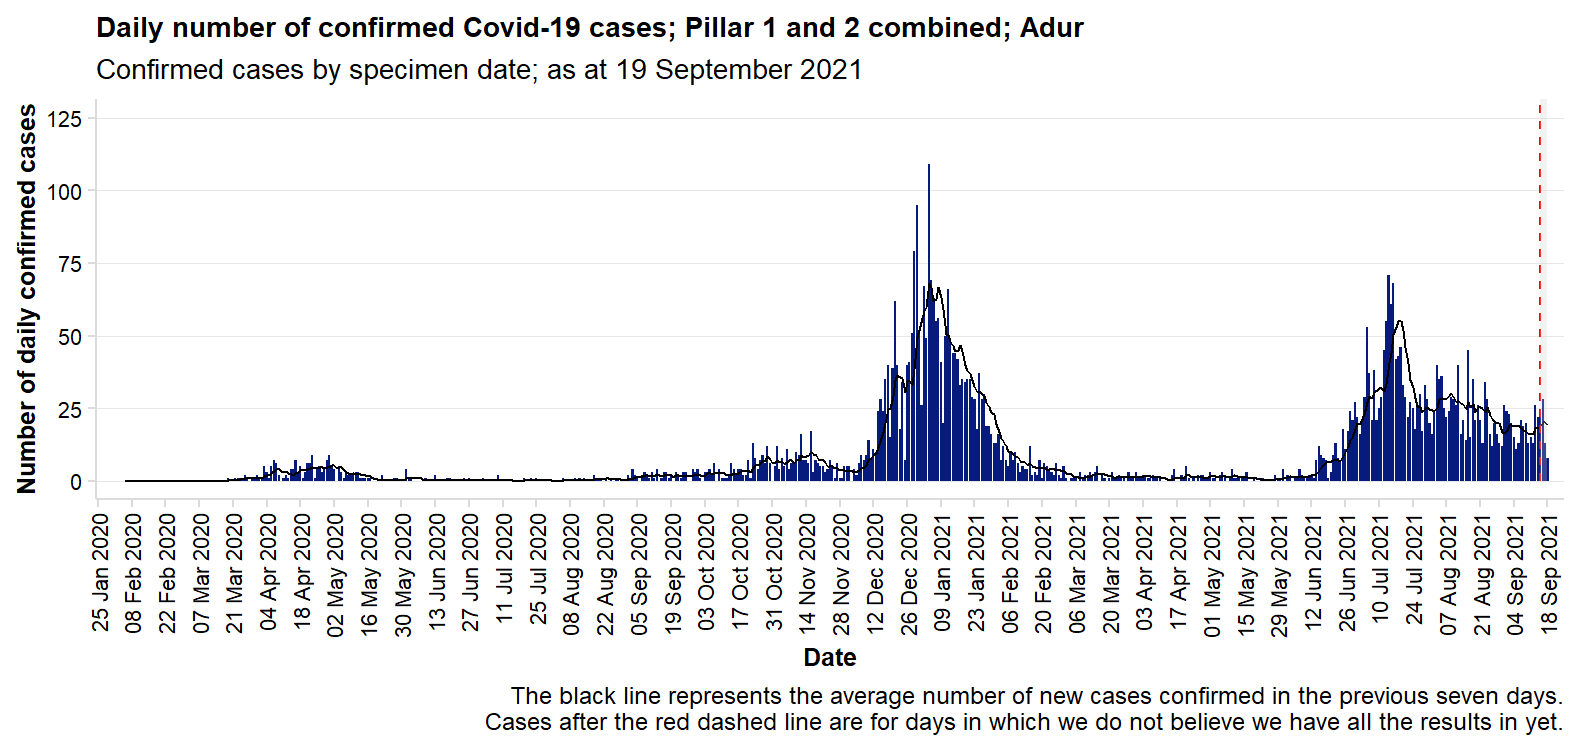 Daily number of confirmed Covid-19 cases; Pillar 1 and 2 combined; Adur
Confirmed cases by specimen date; as at 19 September 2021
Number of daily confirmed cases
125
100
75
50
25
0
25 Jan 2020
08 Feb 2020
22 Feb 2020
07 Mar 2020
21 Mar 2020
04 Apr 2020
18 Apr 2020
02 May 2020
16 May 2020
30 May 2020
13 Jun 2020
27 Jun 2020
11 Jul 2020
25 Jul 2020
08 Aug 2020
22 Aug 2020
05 Sep 2020
19 Sep 2020
03 Oct 2020
17 Oct 2020
31 Oct 2020
14 Nov 2020
28 Nov 2020
12 Dec 2020
26 Dec 2020
09 Jan 2021
23 Jan 2021
06 Feb 2021
20 Feb 2021
06 Mar 2021
20 Mar 2021
03 Apr 2021
17 Apr 2021
01 May 2021
15 May 2021
29 May 2021
12 Jun 2021
26 Jun 2021
10 Jul 2021
24 Jul 2021
07 Aug 2021
21 Aug 2021
04 Sep 2021
18 Sep 2021
Date
The black line represents the average number of new cases confirmed in the previous seven days.
Cases after the red dashed line are for days in which we do not believe we have all the results in yet.